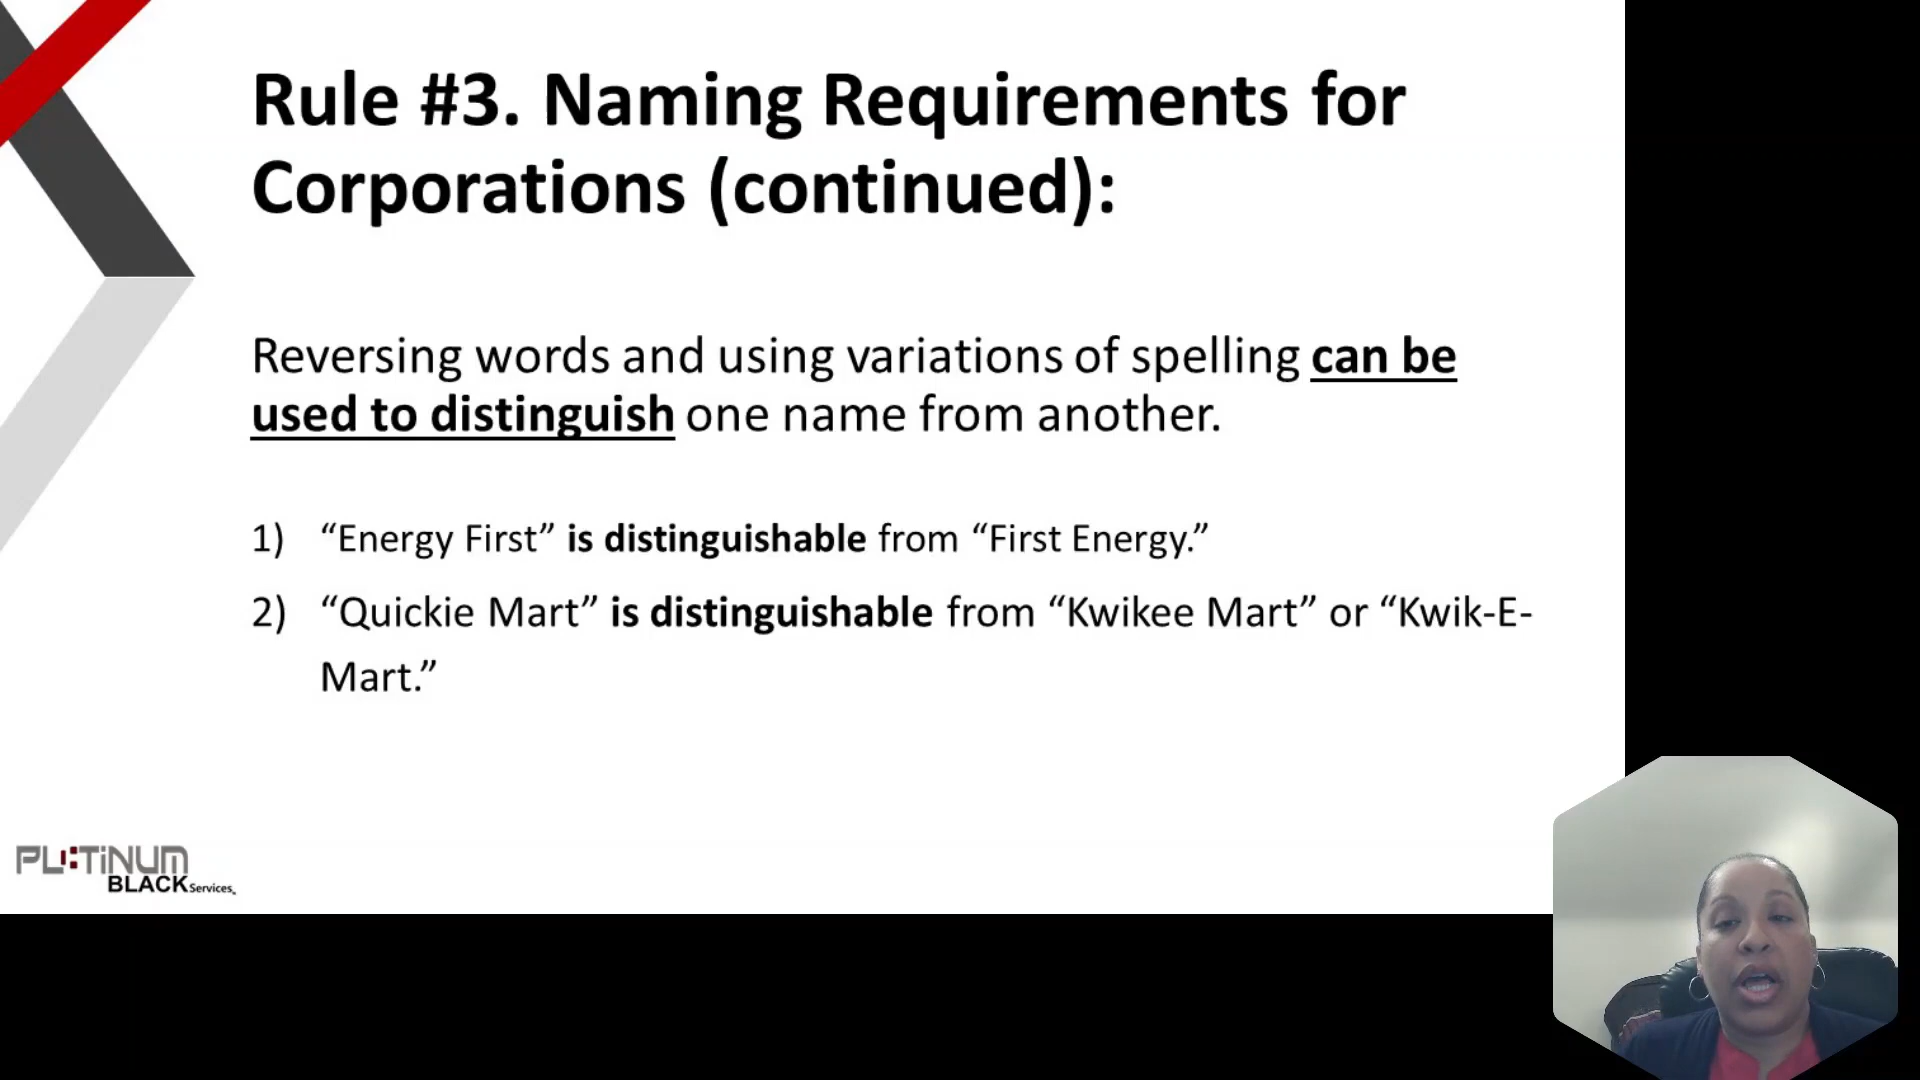 Rule #3. Naming Requirements for
Corporations (continued):
Reversing words and using variations of spelling can be
used to distinguish one name from another.
1) “Energy First” is distinguishable from “First Energy.”
2) “Quickie Mart” is distinguishable from “Kwikee Mart” or “Kwik-E-
Mart.”
PLATINUM
BLACK Services